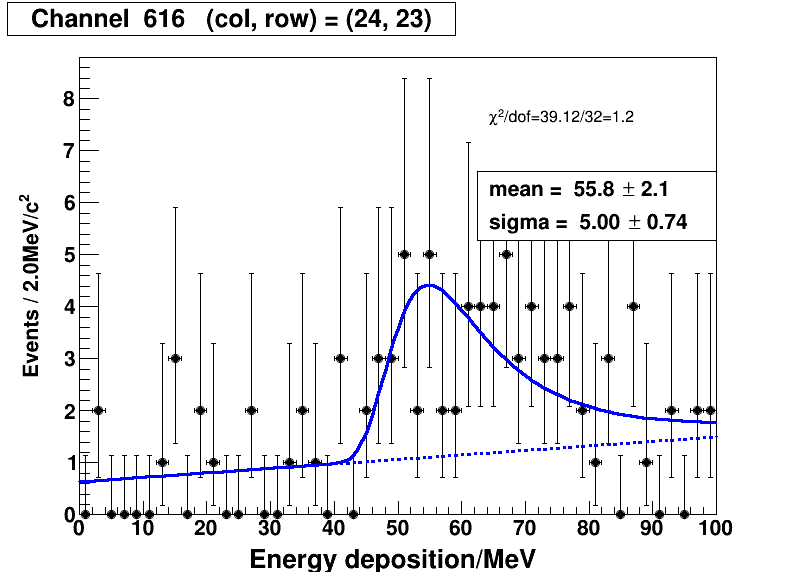 Channel 616 (col, row) = (24, 23)
χ²/dof=39.12/32=1.2
mean = 55.8 ± 2.1
sigma = 5.00 ± 0.74
Events / 2.0MeV/c²
8
7
6
5
4
3
2
1
0
0 10 20 30 40 50 60 70 80 90 100
Energy deposition/MeV